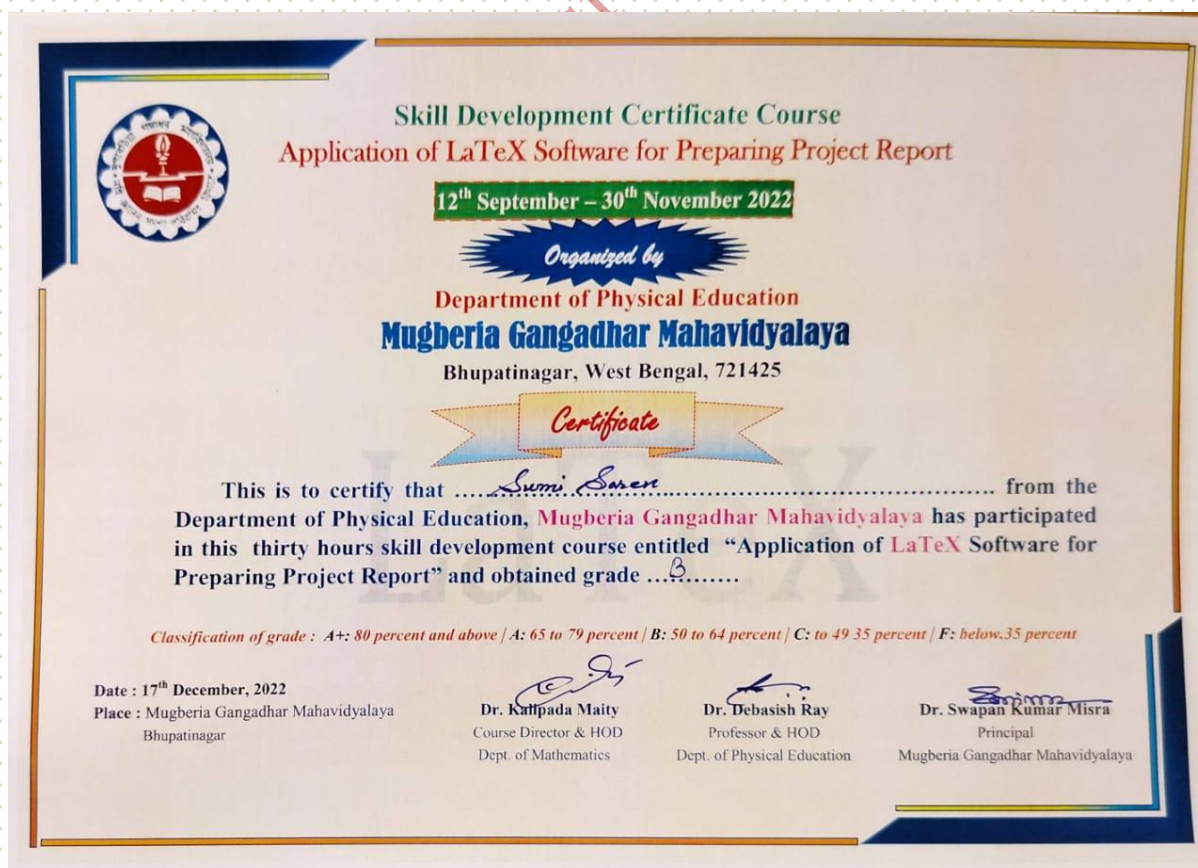 Skill Development Certificate Course
Application of LaTeX Software for Preparing Project Report
12th September – 30th November 2022
Organized by
Department of Physical Education
Mugberia Gangadhar Mahavidyalaya
Bhupatinagar, West Bengal, 721425
Certificate
LaTeX
This is to certify that .....Sumi Saren.......... from the
Department of Physical Education, Mugberia Gangadhar Mahavidyalaya has participated
in this thirty hours skill development course entitled “Application of LaTeX Software for
Preparing Project Report” and obtained grade ...B........
Classification of grade : A+: 80 percent and above / A: 65 to 79 percent / B: 50 to 64 percent / C: to 49 35 percent / F: below.35 percent
Date : 17th December, 2022
Place : Mugberia Gangadhar Mahavidyalaya
Bhupatinagar
Dr. Kalipada Maity
Course Director & HOD
Dept. of Mathematics
Dr. Debasish Ray
Professor & HOD
Dept. of Physical Education
Dr. Swapan Kumar Misra
Principal
Mugberia Gangadhar Mahavidyalaya